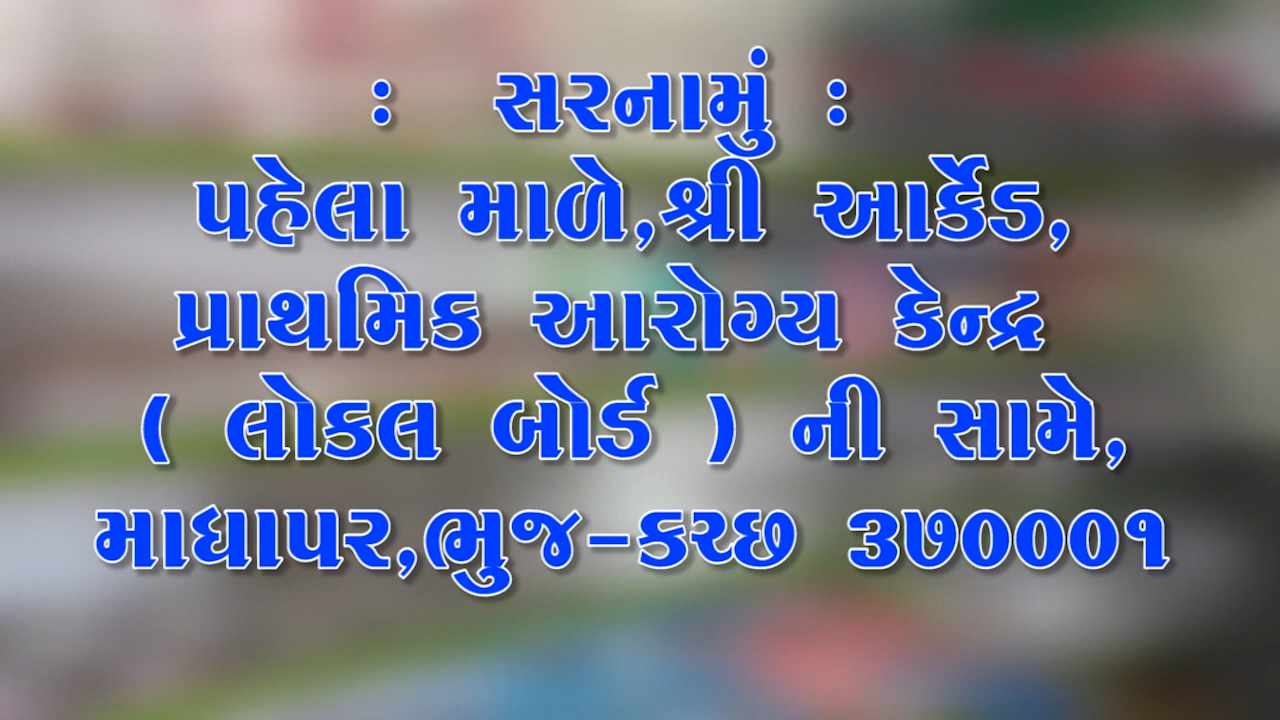 : સરનામું :
પહેલા માળે,શ્રી આર્કેડ,
પ્રાથમિક આરોગ્ય કેન્દ્ર
( લોકલ બોર્ડ ) ની સામે,
માધાપર,ભુજ-કચ્છ ૩૭૦૦૦૧